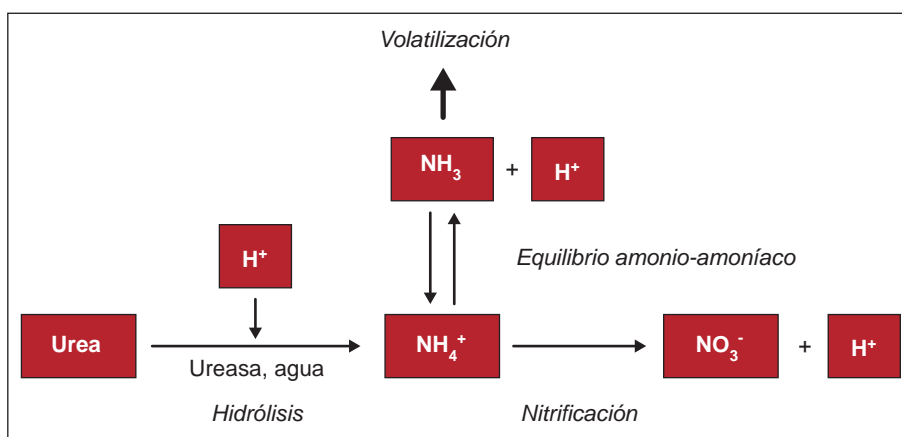 Volatilización
NH₃ + H⁺
H⁺
Equilibrio amonio-amoníaco
Urea
NH₄⁺
NO₃⁻ + H⁺
Ureasa, agua
Hidrólisis
Nitrificación